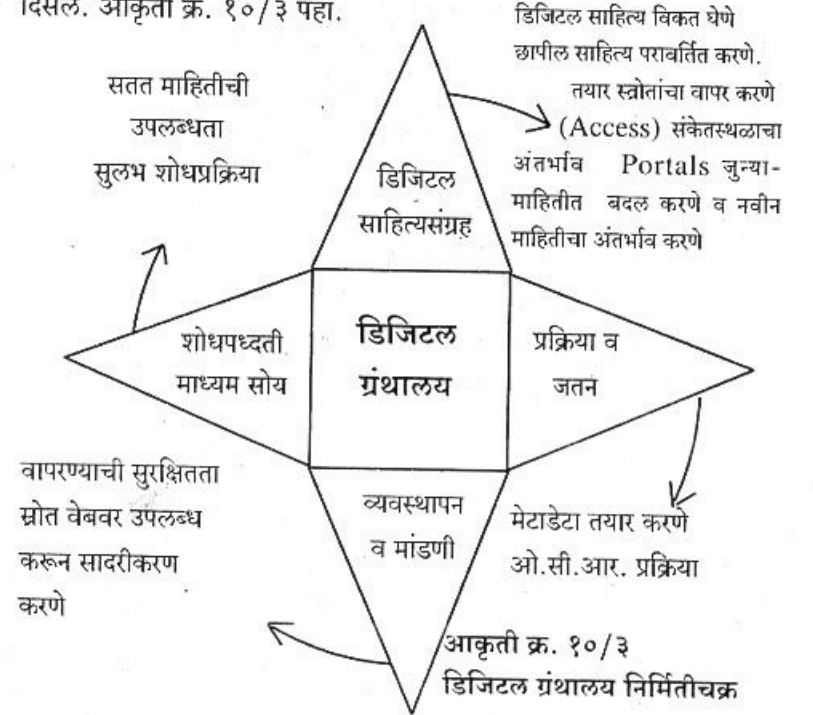 दिसेल. आकृती क्र. १०/३ पहा.
डिजिटल साहित्य विकत घेणे
छापील साहित्य परावर्तित करणे.
तयार स्त्रोतांचा वापर करणे
(Access) संकेतस्थळाचा
अंतर्भाव Portals जुन्या-
माहितीत बदल करणे व नवीन
माहितीचा अंतर्भाव करणे
सतत माहितीची
उपलब्धता
सुलभ शोधप्रक्रिया
डिजिटल
साहित्यसंग्रह
शोधपध्दती
माध्यम सोय
डिजिटल
ग्रंथालय
प्रक्रिया व
जतन
वापरण्याची सुरक्षितता
स्रोत वेबवर उपलब्ध
करून सादरीकरण
करणे
व्यवस्थापन
व मांडणी
मेटाडेटा तयार करणे
ओ.सी.आर. प्रक्रिया
आकृती क्र. १०/३
डिजिटल ग्रंथालय निर्मितीचक्र